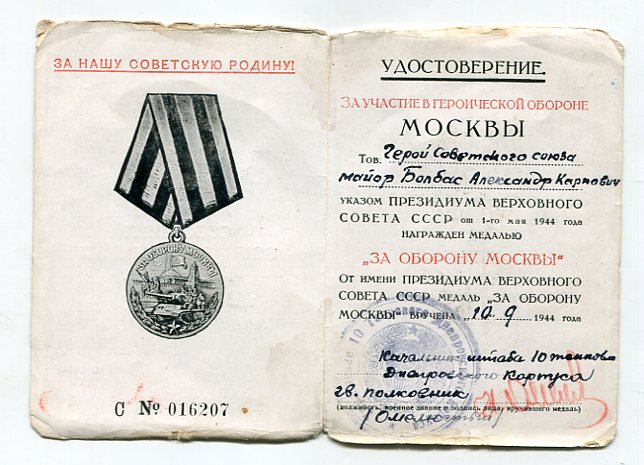 ЗА НАШУ СОВЕТСКУЮ РОДИНУ!
ЗА ОБОРОНУ МОСКВЫ
С № 016207
УДОСТОВЕРЕНИЕ.
ЗА УЧАСТИЕ В ГЕРОИЧЕСКОЙ ОБОРОНЕ
МОСКВЫ
Тов. Герой Советского союза
майор Болбас Александр Карпович
УКАЗОМ ПРЕЗИДИУМА ВЕРХОВНОГО
СОВЕТА СССР от 1-го мая 1944 года
НАГРАЖДЕН МЕДАЛЬЮ
„ЗА ОБОРОНУ МОСКВЫ“
ОТ ИМЕНИ ПРЕЗИДИУМА ВЕРХОВНОГО
СОВЕТА СССР МЕДАЛЬ „ЗА ОБОРОНУ
МОСКВЫ“ ВРУЧЕНА „10“ 9 1944 года
Начальник штаба 10 танково
Днепровского Корпуса
гв. полковник
(должность, военное звание и подпись лица, вручившего медаль)